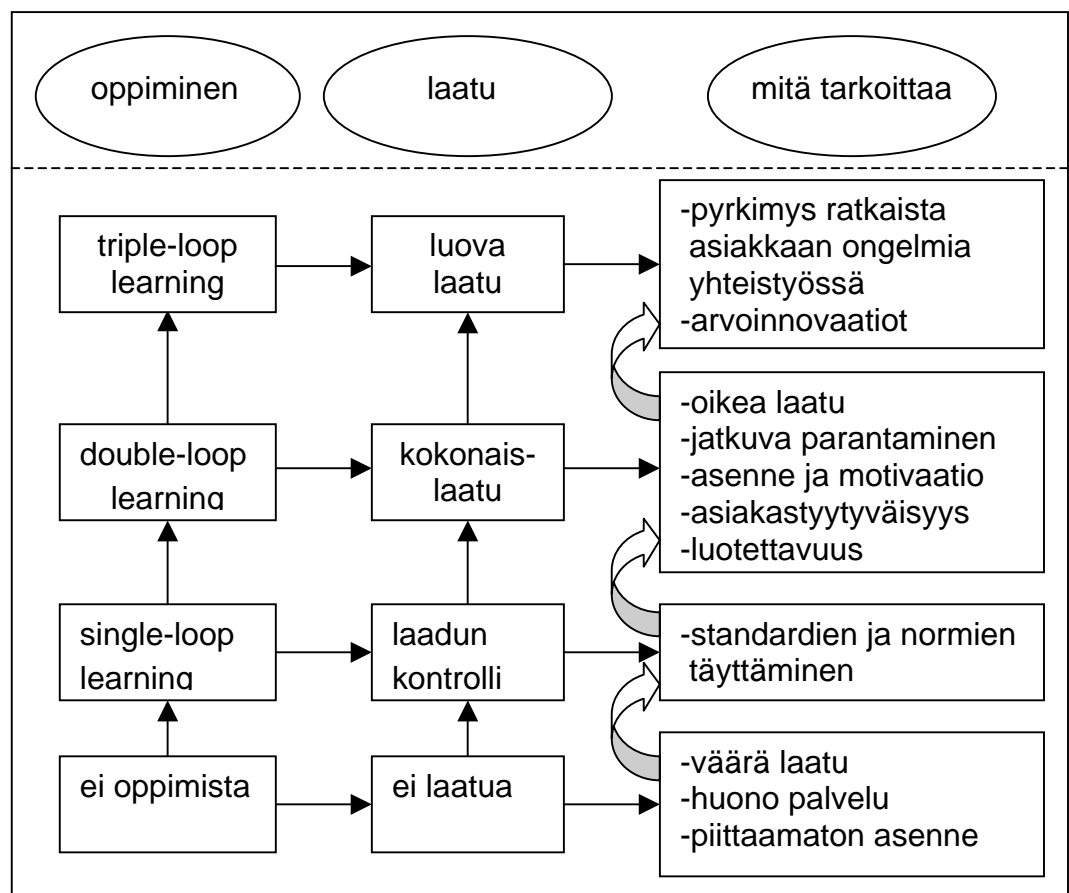 oppiminen
laatu
mitä tarkoittaa
triple-loop
learning
luova
laatu
-pyrkimys ratkaista
asiakkaan ongelmia
yhteistyössä
-arvoinnovaatiot
double-loop
learning
kokonais-
laatu
-oikea laatu
-jatkuva parantaminen
-asenne ja motivaatio
-asiakastyytyväisyys
-luotettavuus
single-loop
learning
laadun
kontrolli
-standardien ja normien
täyttäminen
ei oppimista
ei laatua
-väärä laatu
-huono palvelu
-piittaamaton asenne